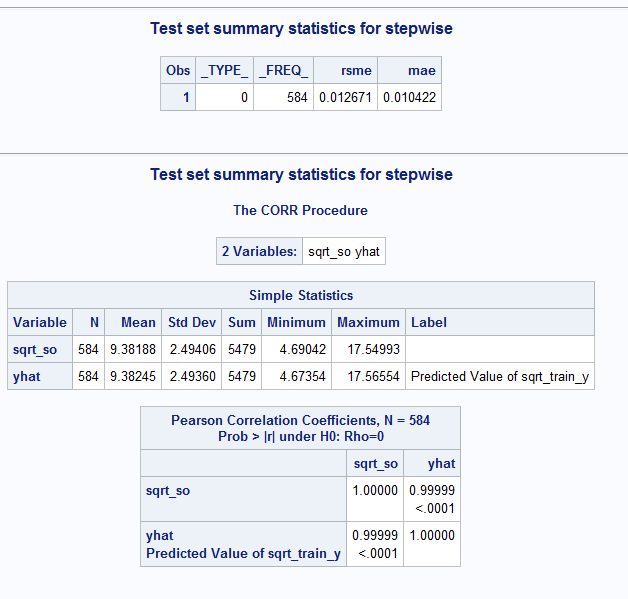 Test set summary statistics for stepwise
Obs _TYPE_ _FREQ_ rsme mae
1 0 584 0.012671 0.010422
Test set summary statistics for stepwise
The CORR Procedure
2 Variables: sqrt_so yhat
Simple Statistics
Variable N Mean Std Dev Sum Minimum Maximum Label
sqrt_so 584 9.38188 2.49406 5479 4.69042 17.54993
yhat 584 9.38245 2.49360 5479 4.67354 17.56554 Predicted Value of sqrt_train_y
Pearson Correlation Coefficients, N = 584
Prob > |r| under H0: Rho=0
sqrt_so yhat
sqrt_so 1.00000 0.99999
<.0001
yhat 0.99999 1.00000
Predicted Value of sqrt_train_y <.0001